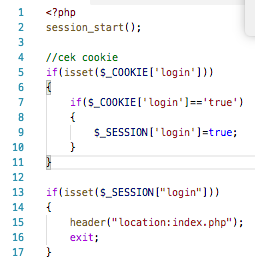 1 <?php
2 session_start();
3
4 //cek cookie
5 if(isset($_COOKIE['login']))
6 {
7 if($_COOKIE['login']=='true')
8 {
9 $_SESSION['login']=true;
10 }
11 }
12
13 if(isset($_SESSION["login"]))
14 {
15 header("location:index.php");
16 exit;
17 }